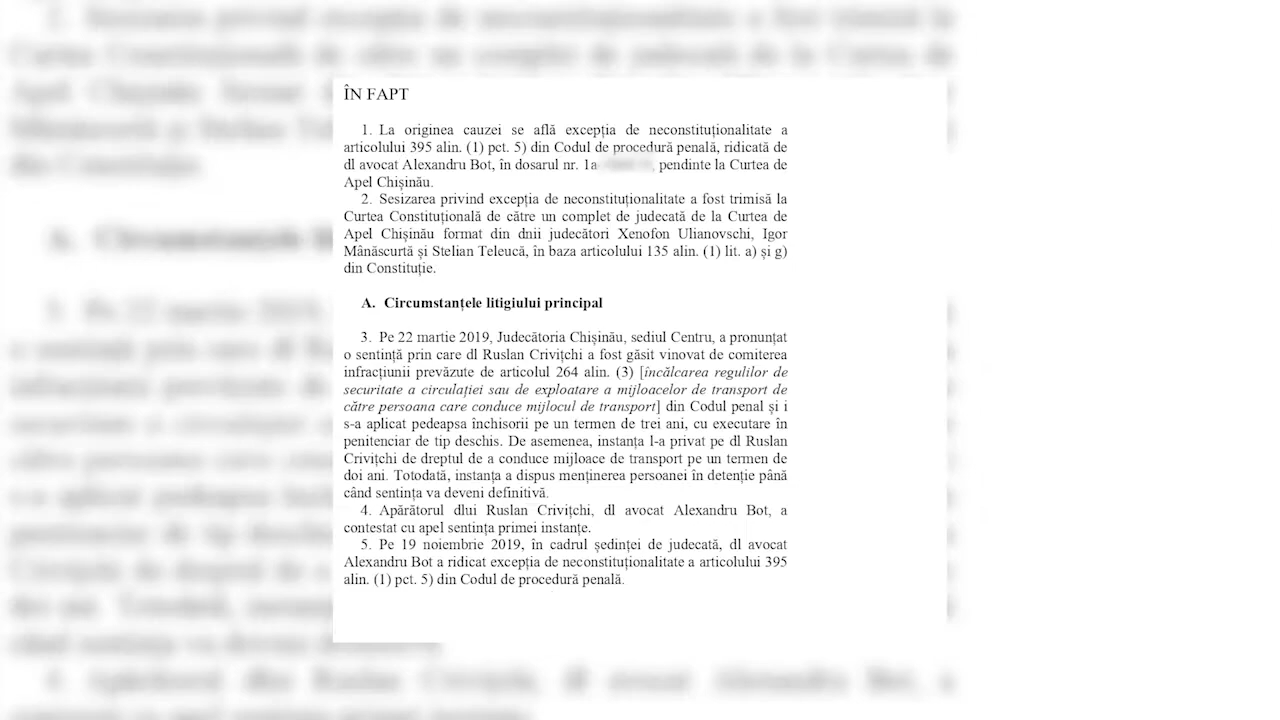 ÎN FAPT
1. La originea cauzei se află excepția de neconstituționalitate a
articolului 395 alin. (1) pct. 5) din Codul de procedură penală, ridicată de
dl avocat Alexandru Bot, în dosarul nr. 1a- , pendinte la Curtea de
Apel Chișinău.
2. Sesizarea privind excepția de neconstituționalitate a fost trimisă la
Curtea Constituțională de către un complet de judecată de la Curtea de
Apel Chișinău format din dnii judecători Xenofon Ulianovschi, Igor
Mânăscurtă și Stelian Teleucă, în baza articolului 135 alin. (1) lit. a) și g)
din Constituție.
A. Circumstanțele litigiului principal
3. Pe 22 martie 2019, Judecătoria Chișinău, sediul Centru, a pronunțat
o sentință prin care dl Ruslan Crivițchi a fost găsit vinovat de comiterea
infracțiunii prevăzute de articolul 264 alin. (3) [încălcarea regulilor de
securitate a circulației sau de exploatare a mijloacelor de transport de
către persoana care conduce mijlocul de transport] din Codul penal și i
s-a aplicat pedeapsa închisorii pe un termen de trei ani, cu executare în
penitenciar de tip deschis. De asemenea, instanța l-a privat pe dl Ruslan
Crivițchi de dreptul de a conduce mijloace de transport pe un termen de
doi ani. Totodată, instanța a dispus menținerea persoanei în detenție până
când sentința va deveni definitivă.
4. Apărătorul dlui Ruslan Crivițchi, dl avocat Alexandru Bot, a
contestat cu apel sentința primei instanțe.
5. Pe 19 noiembrie 2019, în cadrul ședinței de judecată, dl avocat
Alexandru Bot a ridicat excepția de neconstituționalitate a articolului 395
alin. (1) pct. 5) din Codul de procedură penală.